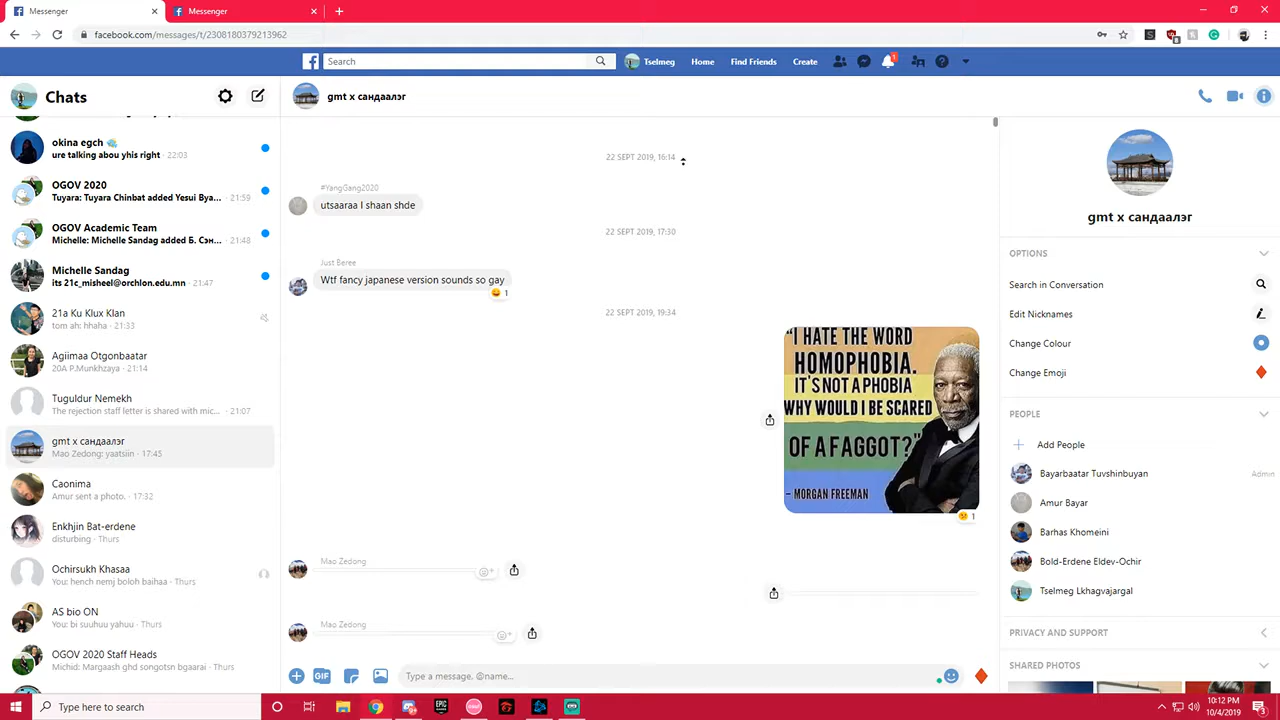 Messenger
Messenger
facebook.com/messages/t/2308180379213962
Search
Tselmeg
Home
Find Friends
Create
1
Chats
gmt x сандаалэг
okina egch
ure talking abou yhis right · 22:03
OGOV 2020
Tuyara: Tuyara Chinbat added Yesui Bya... · 21:59
OGOV Academic Team
Michelle: Michelle Sandag added Б. Сэн... · 21:48
Michelle Sandag
its 21c_misheel@orchlon.edu.mn · 21:47
21a Ku Klux Klan
tom ah: hhaha · 21:33
Agiimaa Otgonbaatar
20A P.Munkhzaya · 21:14
Tuguldur Nemekh
The rejection staff letter is shared with mic... · 21:07
gmt x сандаалэг
Mao Zedong: yaatsiin · 17:45
Caonima
Amur sent a photo. · 17:32
Enkhjin Bat-erdene
disturbing · Thurs
Ochirsukh Khasaa
You: hench nemj boloh baihaa · Thurs
AS bio ON
You: bi suuhuu yahuu · Thurs
OGOV 2020 Staff Heads
Michid: Margaash ghd songotsn bgaarai · Thurs
22 SEPT 2019, 16:14
#YangGang2020
utsaaraa I shaan shde
22 SEPT 2019, 17:30
Just Beree
Wtf fancy japanese version sounds so gay
1
22 SEPT 2019, 19:34
"I HATE THE WORD
HOMOPHOBIA.
IT'S NOT A PHOBIA
WHY WOULD I BE SCARED
OF A FAGGOT?"
– MORGAN FREEMAN
1
Mao Zedong
Mao Zedong
GIF
Type a message, @name...
gmt x сандаалэг
OPTIONS
Search in Conversation
Edit Nicknames
Change Colour
Change Emoji
PEOPLE
Add People
Bayarbaatar Tuvshinbuyan
Admin
Amur Bayar
Barhas Khomeini
Bold-Erdene Eldev-Ochir
Tselmeg Lkhagvajargal
PRIVACY AND SUPPORT
SHARED PHOTOS
Type here to search
EPIC
10:12 PM
10/4/2019
3